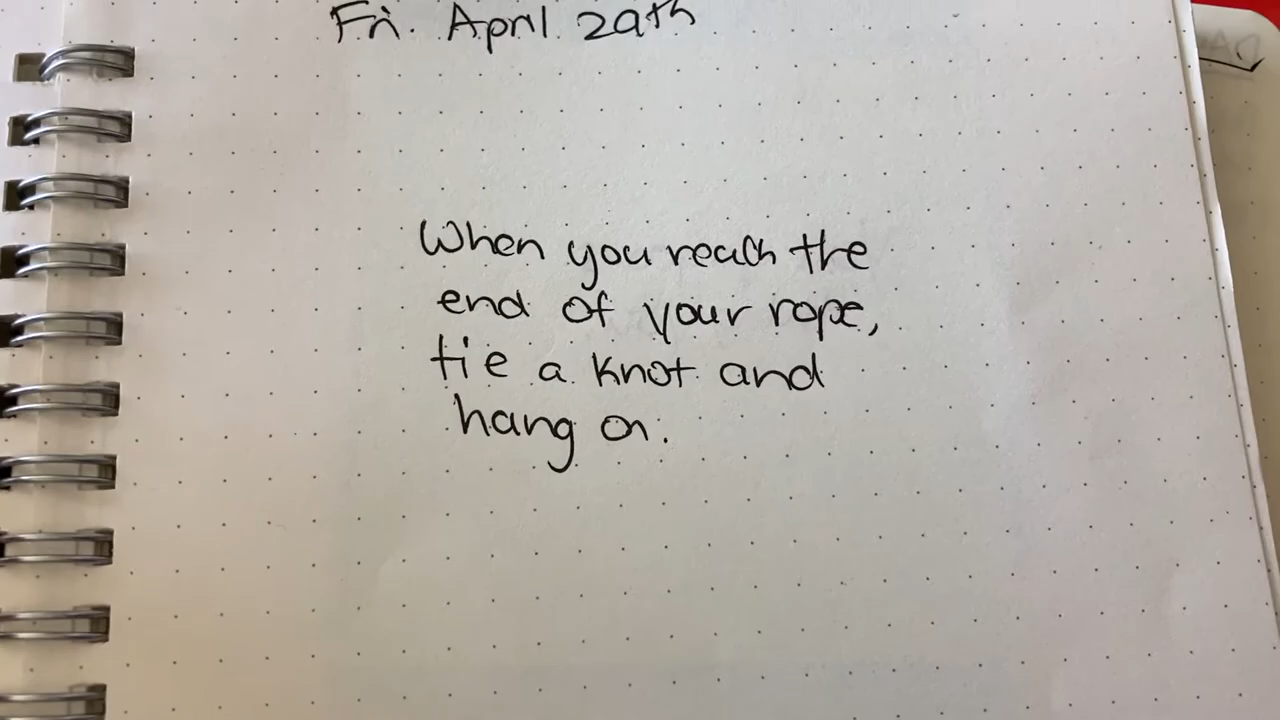 Fri. April 29th
When you reach the
end of your rope,
tie a knot and
hang on.